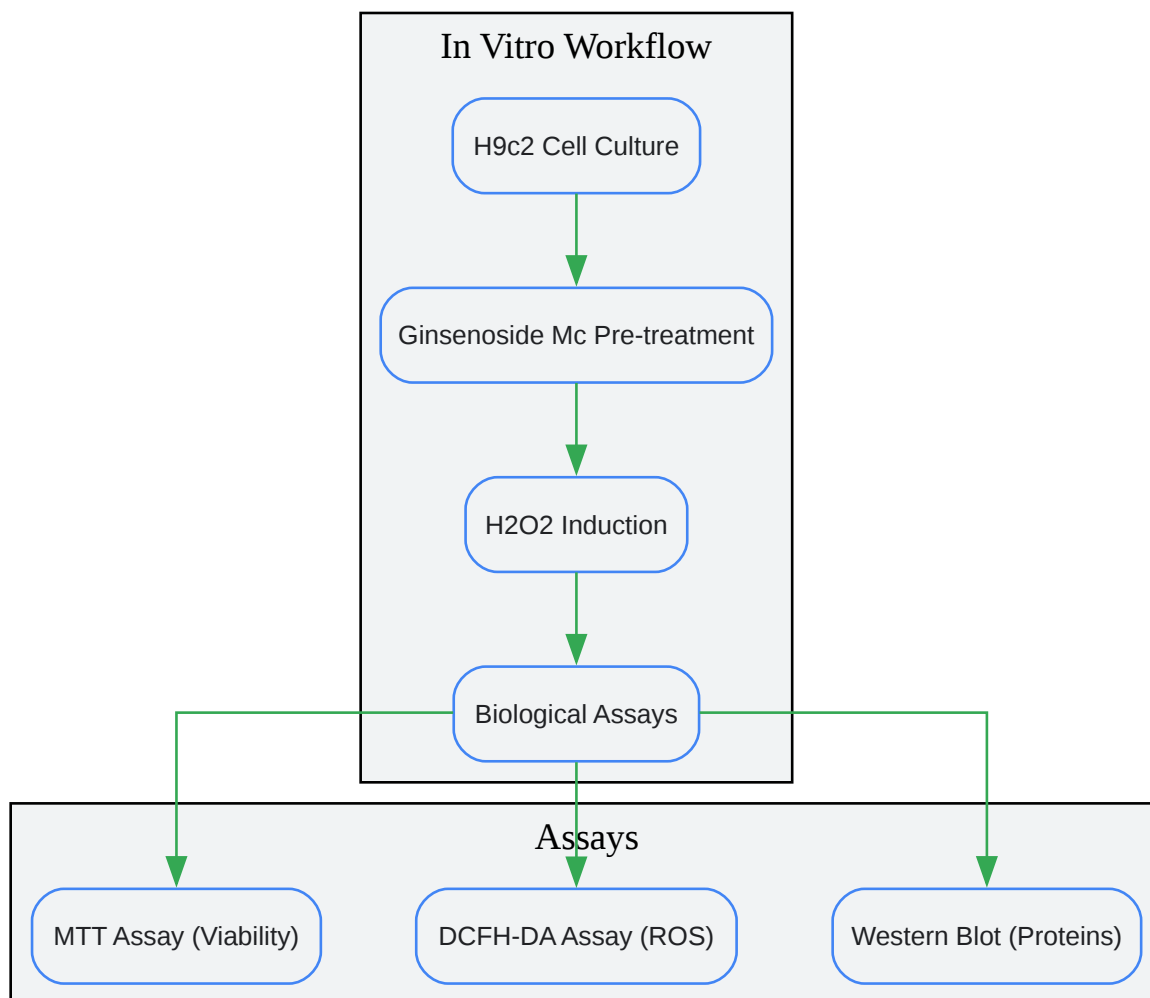 In Vitro Workflow
H9c2 Cell Culture
Ginsenoside Mc Pre-treatment
H2O2 Induction
Biological Assays
Assays
MTT Assay (Viability)
DCFH-DA Assay (ROS)
Western Blot (Proteins)